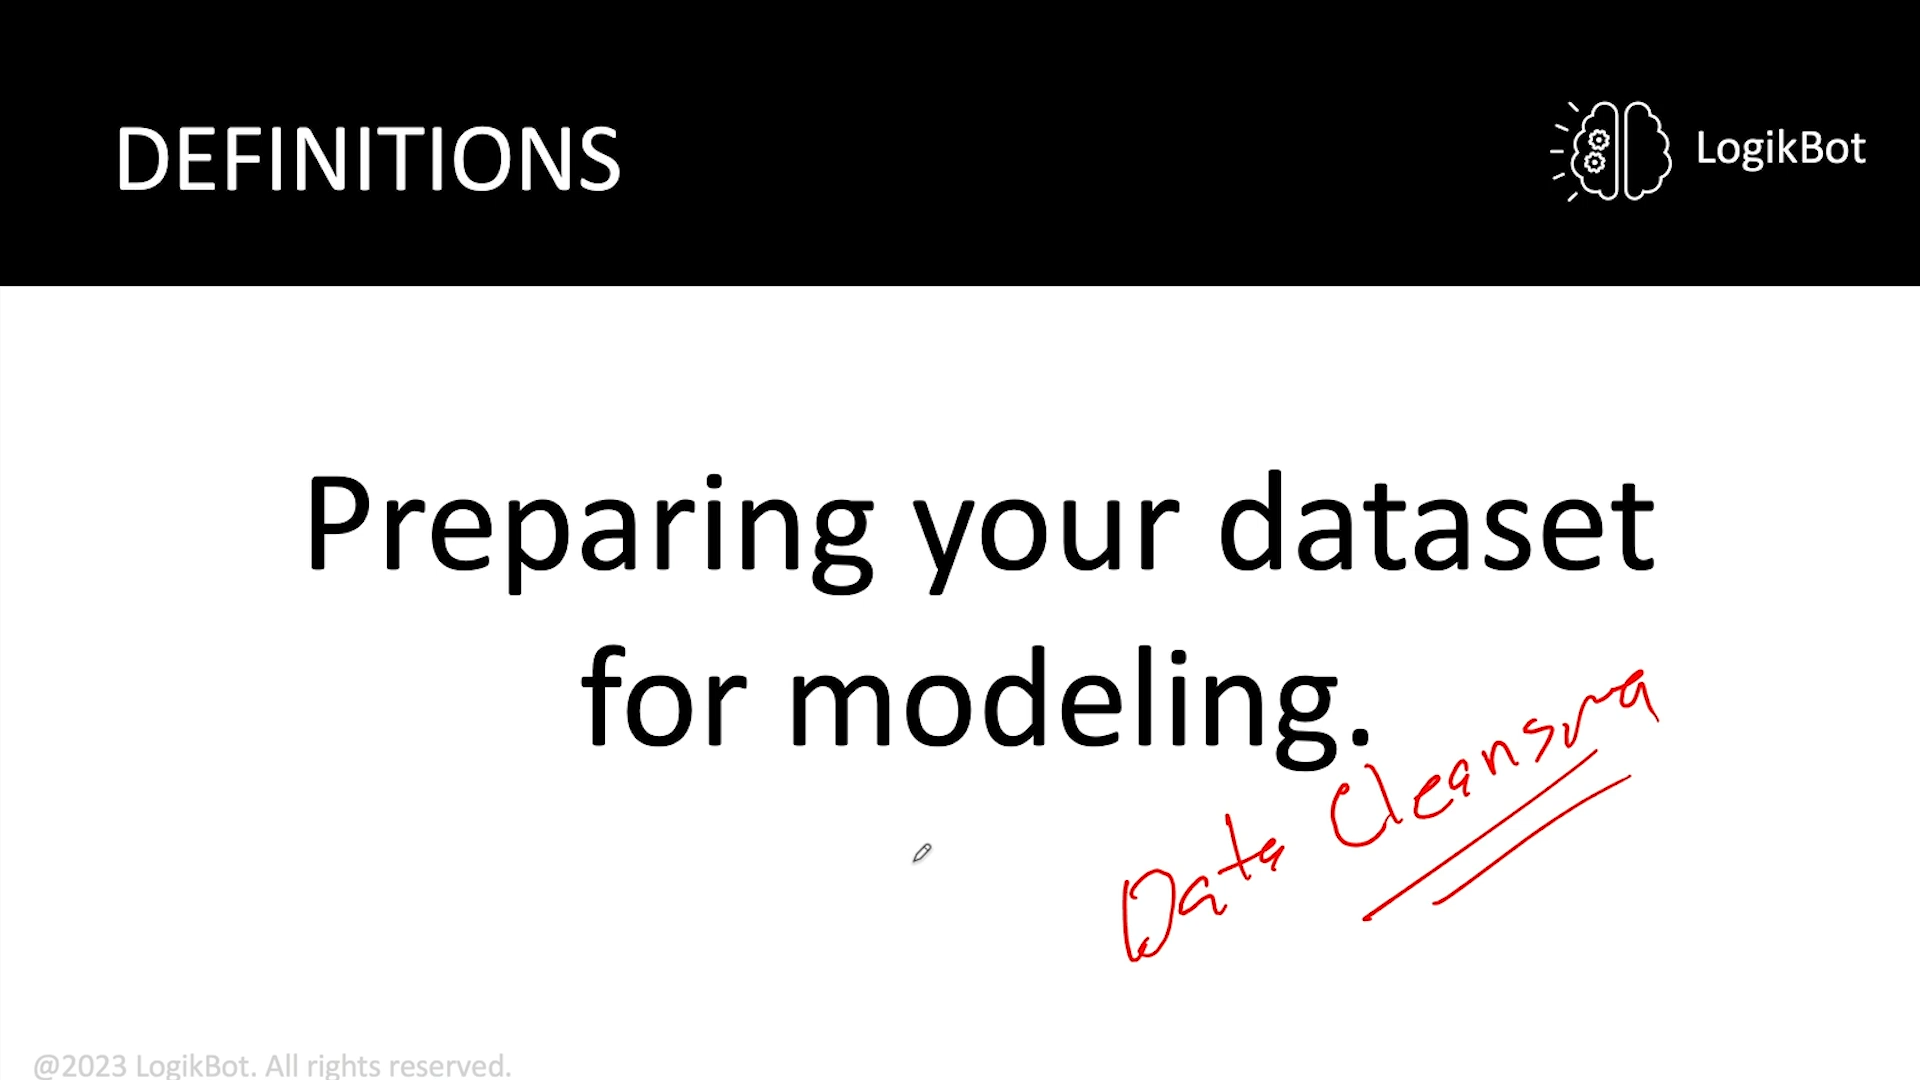 DEFINITIONS
LogikBot
Preparing your dataset
for modeling.
Data Cleansing
@2023 LogikBot. All rights reserved.